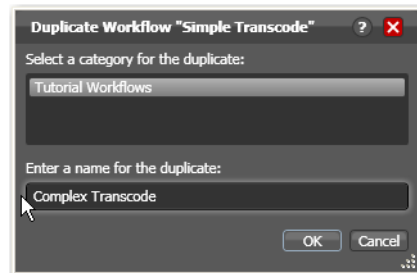 Duplicate Workflow "Simple Transcode" ?
Select a category for the duplicate:
Tutorial Workflows
Enter a name for the duplicate:
Complex Transcode
OK Cancel